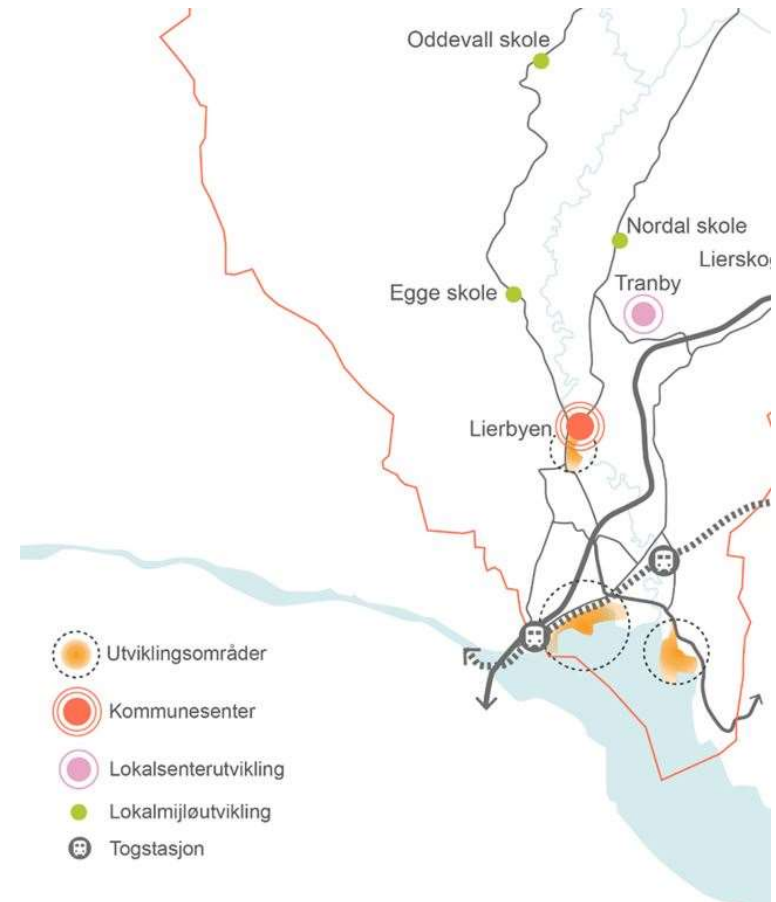 Oddevall skole
Nordal skole
Lierskog
Tranby
Egge skole
Lierbyen
Utviklingsområder
Kommunesenter
Lokalsenterutvikling
Lokalmijløutvikling
Togstasjon